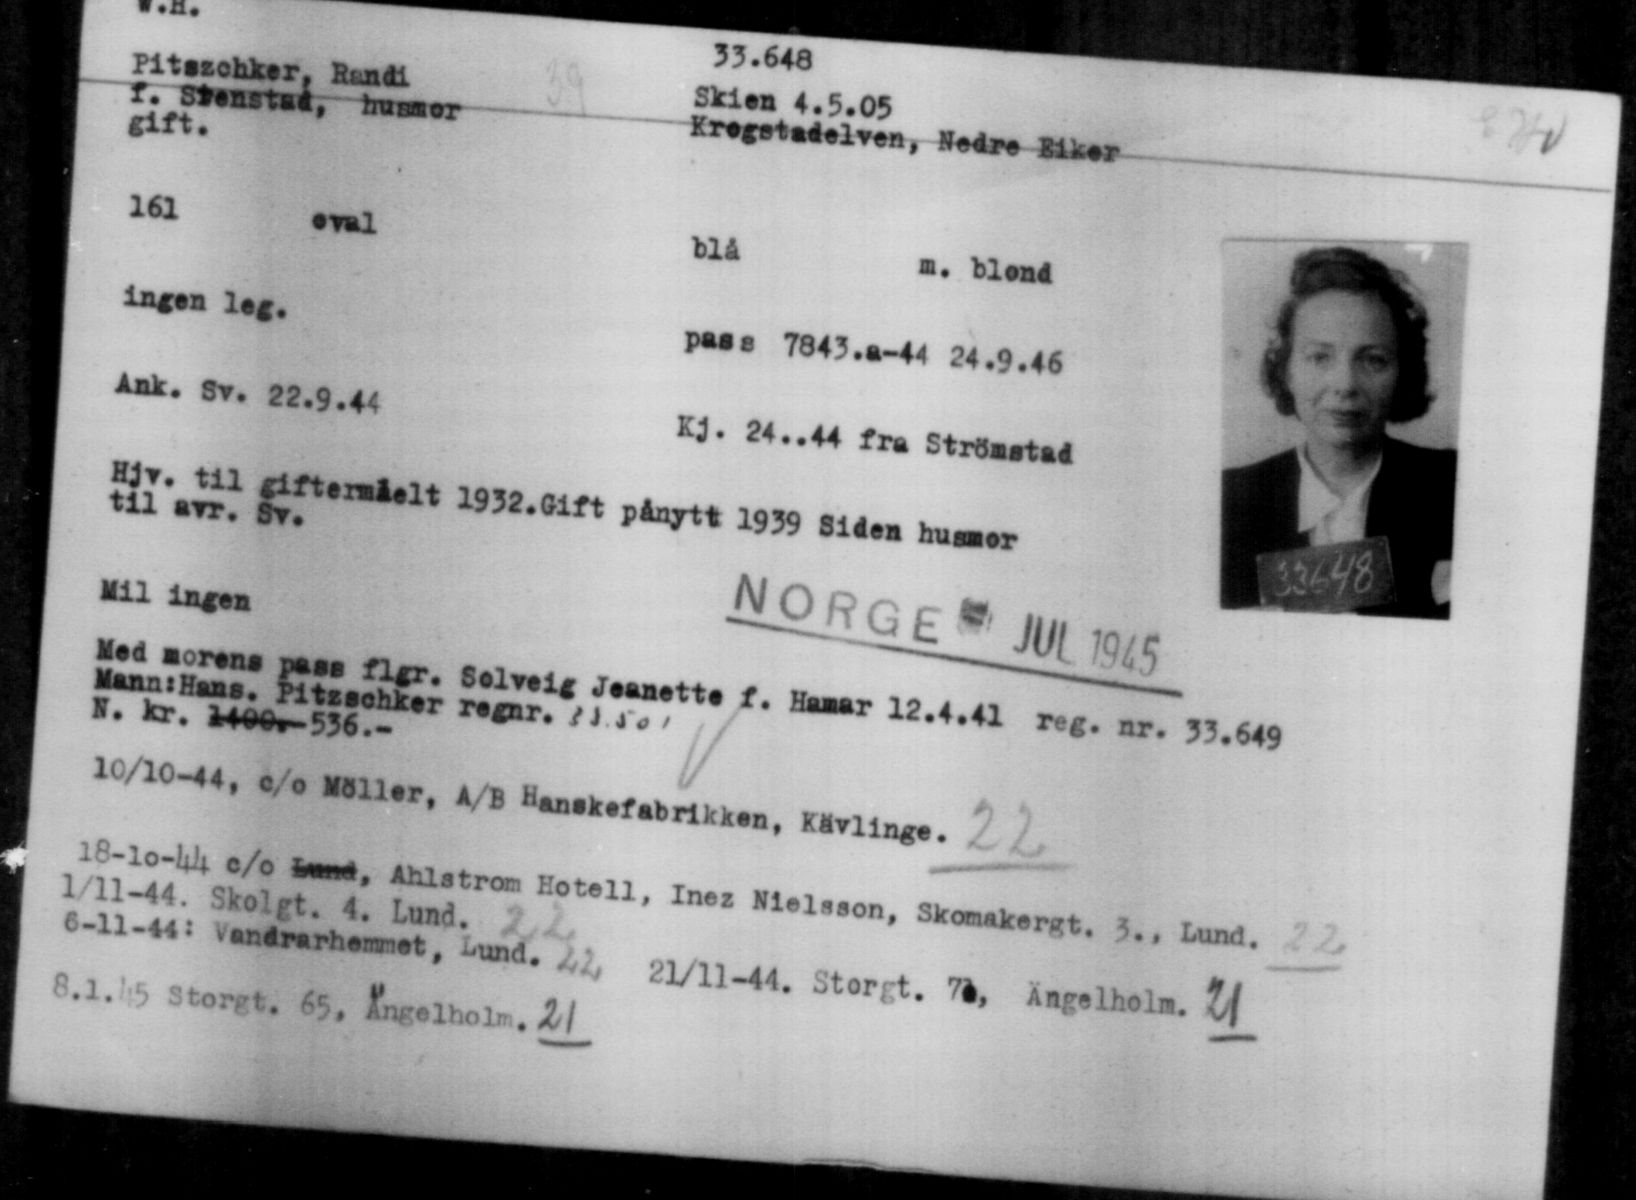 W.H.
33.648
Pitszchker, Randi 39
Skien 4.5.05
f. Stenstad, husmor
Krogstadelven, Nedre Eiker
gift.
161 oval blå m. blond
ingen leg. pass 7843.a-44 24.9.46
Ank. Sv. 22.9.44 Kj. 24..44 fra Strömstad
Hjv. til giftermåelt 1932.Gift pånytt 1939 Siden husmor
til avr. Sv.
33648
Mil ingen
NORGE JUL 1945
Med morens pass flgr. Solveig Jeanette f. Hamar 12.4.41 reg. nr. 33.649
Mann:Hans. Pitzschker regnr.
N. kr. 1400.- 536.-
10/10-44, c/o Möller, A/B Hanskefabrikken, Kävlinge. 22
18-10-44 c/o Lund, Ahlstrom Hotell, Inez Nielsson, Skomakergt. 3., Lund. 22
1/11-44. Skolgt. 4. Lund. 22
6-11-44: Vandrarhemmet, Lund. 22 21/11-44. Storgt. Ängelholm. 21
8.1.45 Storgt. 65, Ängelholm. 21